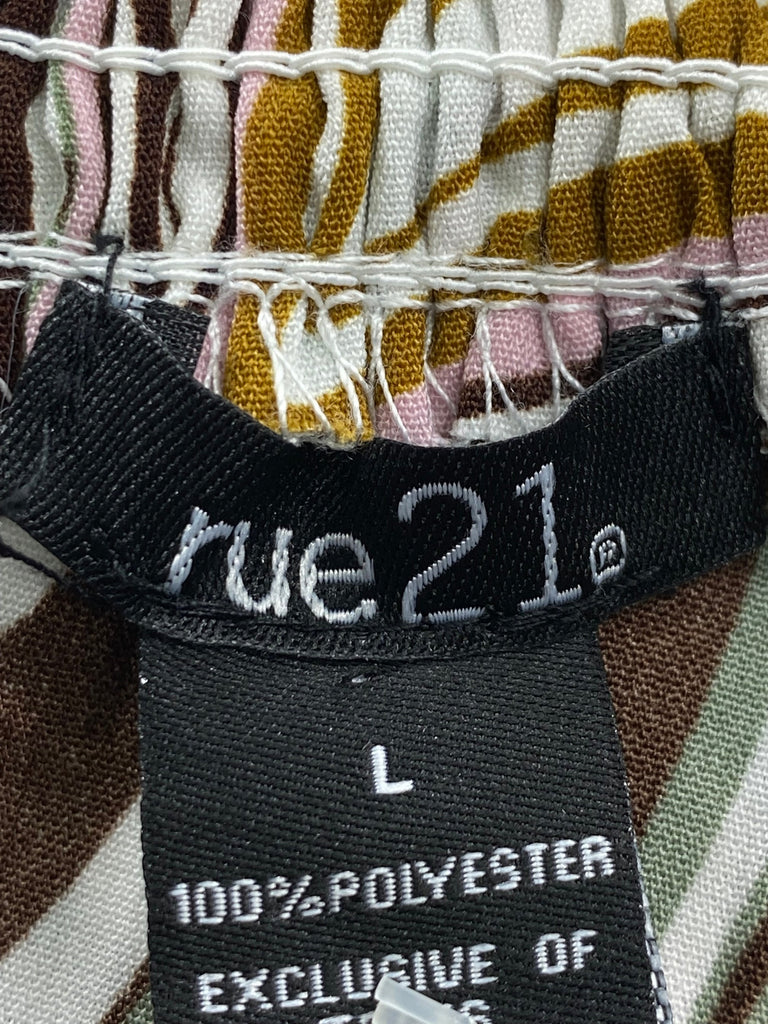 rue21®
L
100% POLYESTER
EXCLUSIVE OF